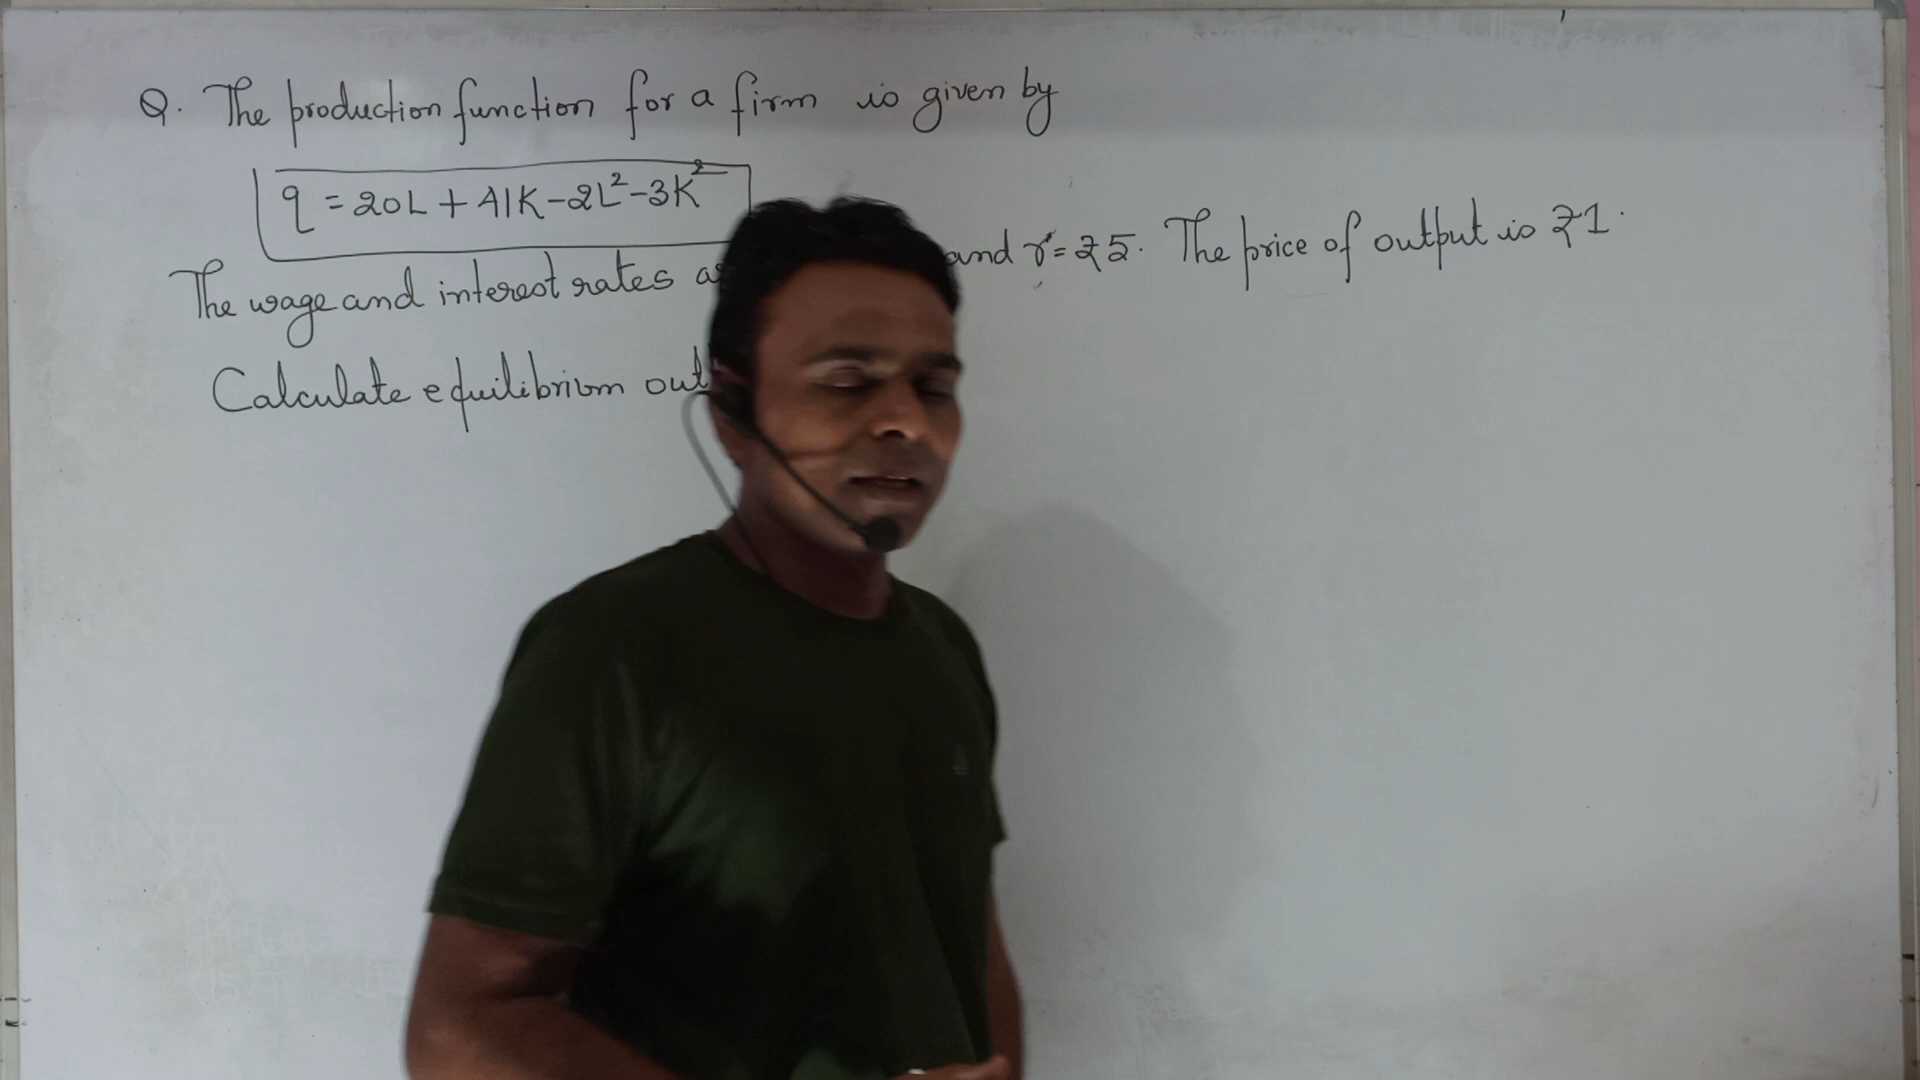 Q. The production function for a firm is given by
q = 20L + 41K - 2L² - 3K²
The wage and interest rates and r = ₹5. The price of output is ₹1.
Calculate equilibrium